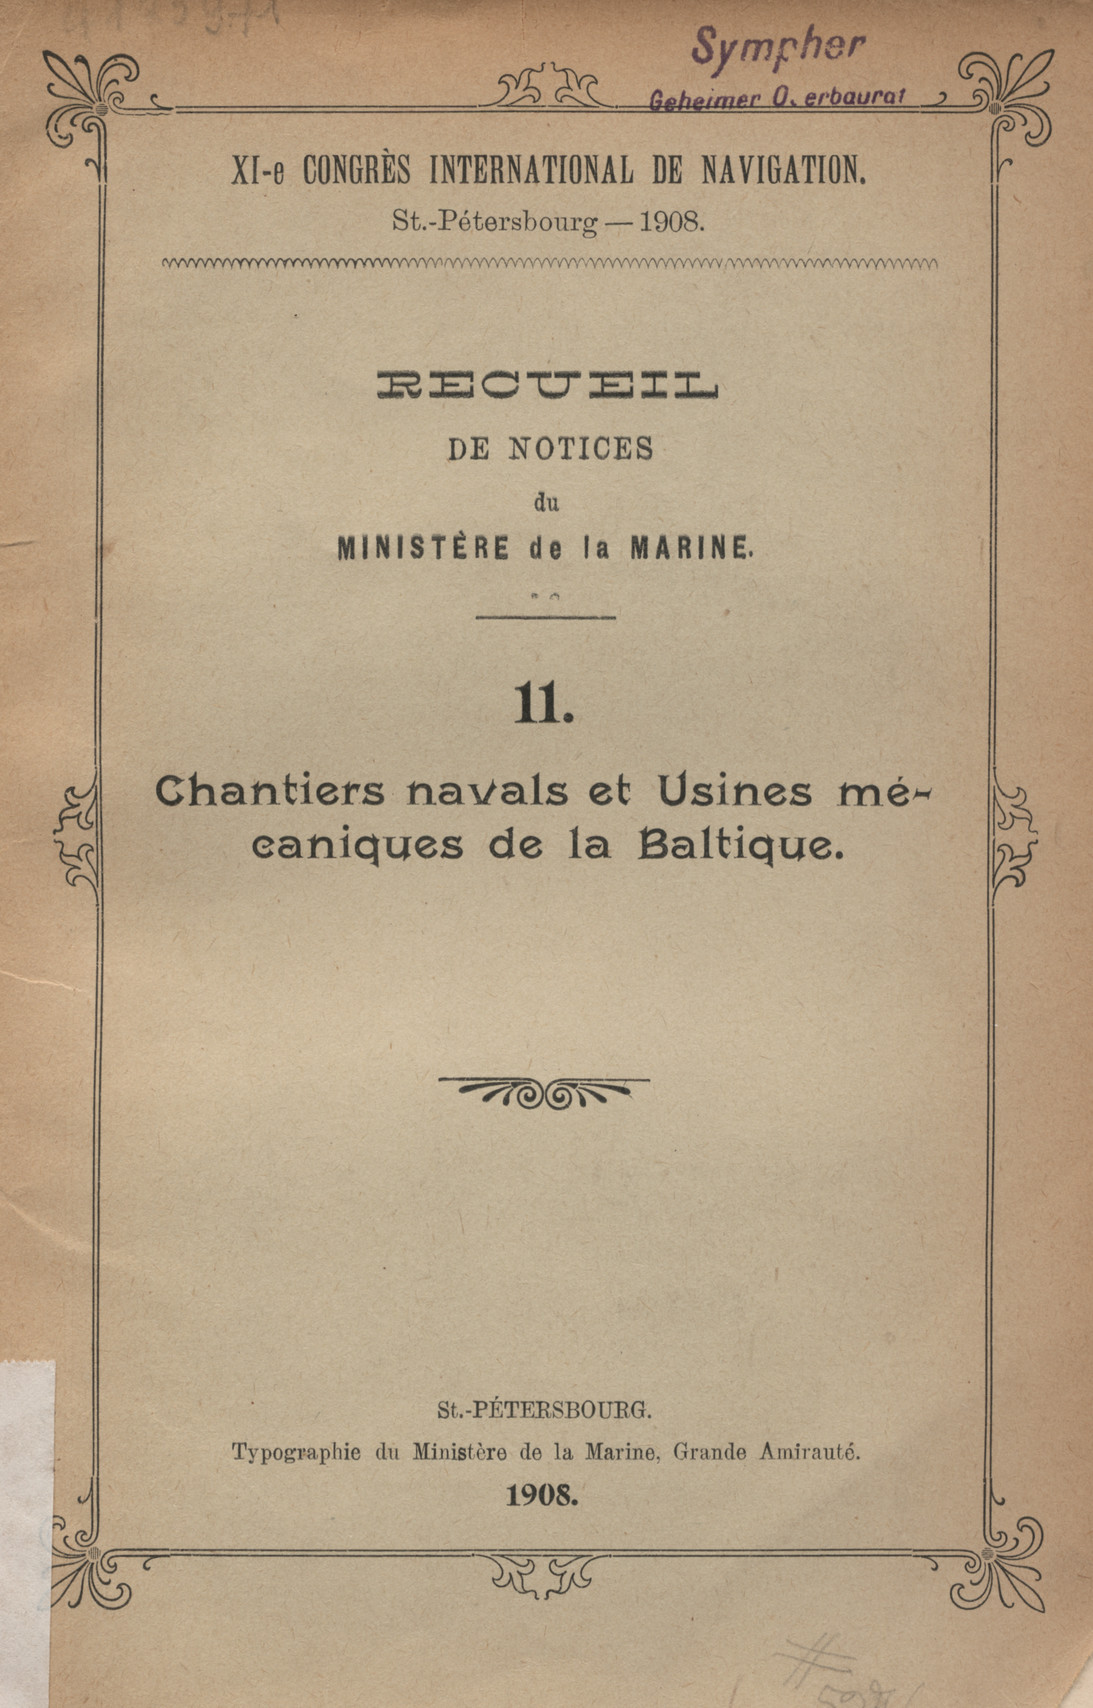 Sympher
Geheimer O. erbaurat
XI-e CONGRÈS INTERNATIONAL DE NAVIGATION.
St.-Pétersbourg — 1908.
RECUEIL
DE NOTICES
du
MINISTÈRE de la MARINE.
11.
Chantiers navals et Usines mé-
caniques de la Baltique.
St.-PÉTERSBOURG.
Typographie du Ministère de la Marine, Grande Amirauté.
1908.